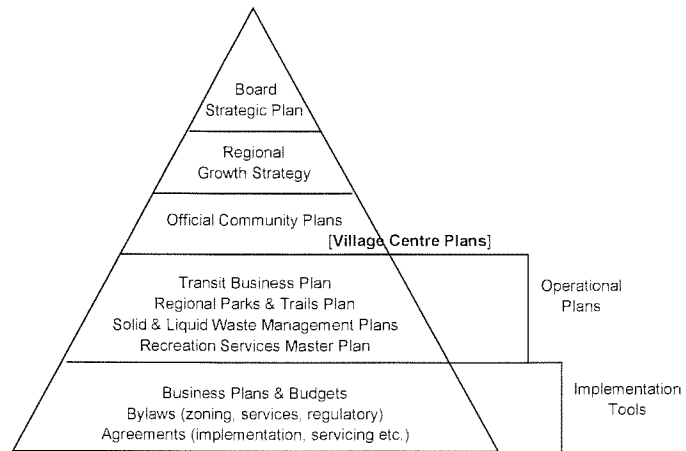 Board
Strategic Plan
Regional
Growth Strategy
Official Community Plans
[Village Centre Plans]
Transit Business Plan
Regional Parks & Trails Plan
Solid & Liquid Waste Management Plans
Recreation Services Master Plan
Operational
Plans
Business Plans & Budgets
Bylaws (zoning, services, regulatory)
Agreements (implementation, servicing etc.)
Implementation
Tools